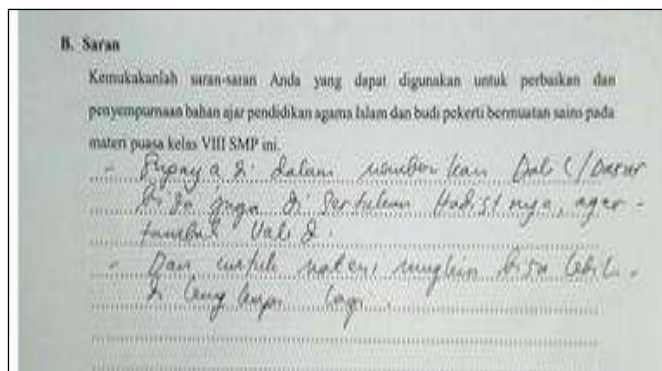 B. Saran
Kemukakanlah saran-saran Anda yang dapat digunakan untuk perbaikan dan
penyempurnaan bahan ajar pendidikan agama Islam dan budi pekerti bermuatan sains pada
materi puasa kelas VIII SMP ini.
- Supaya di dalam memberikan Dalil / Dasar
bisa juga di sertakan Hadist nya, agar
tambah Valid.
- Dan untuk materi mungkin bisa lebih
di lengkapi lagi.